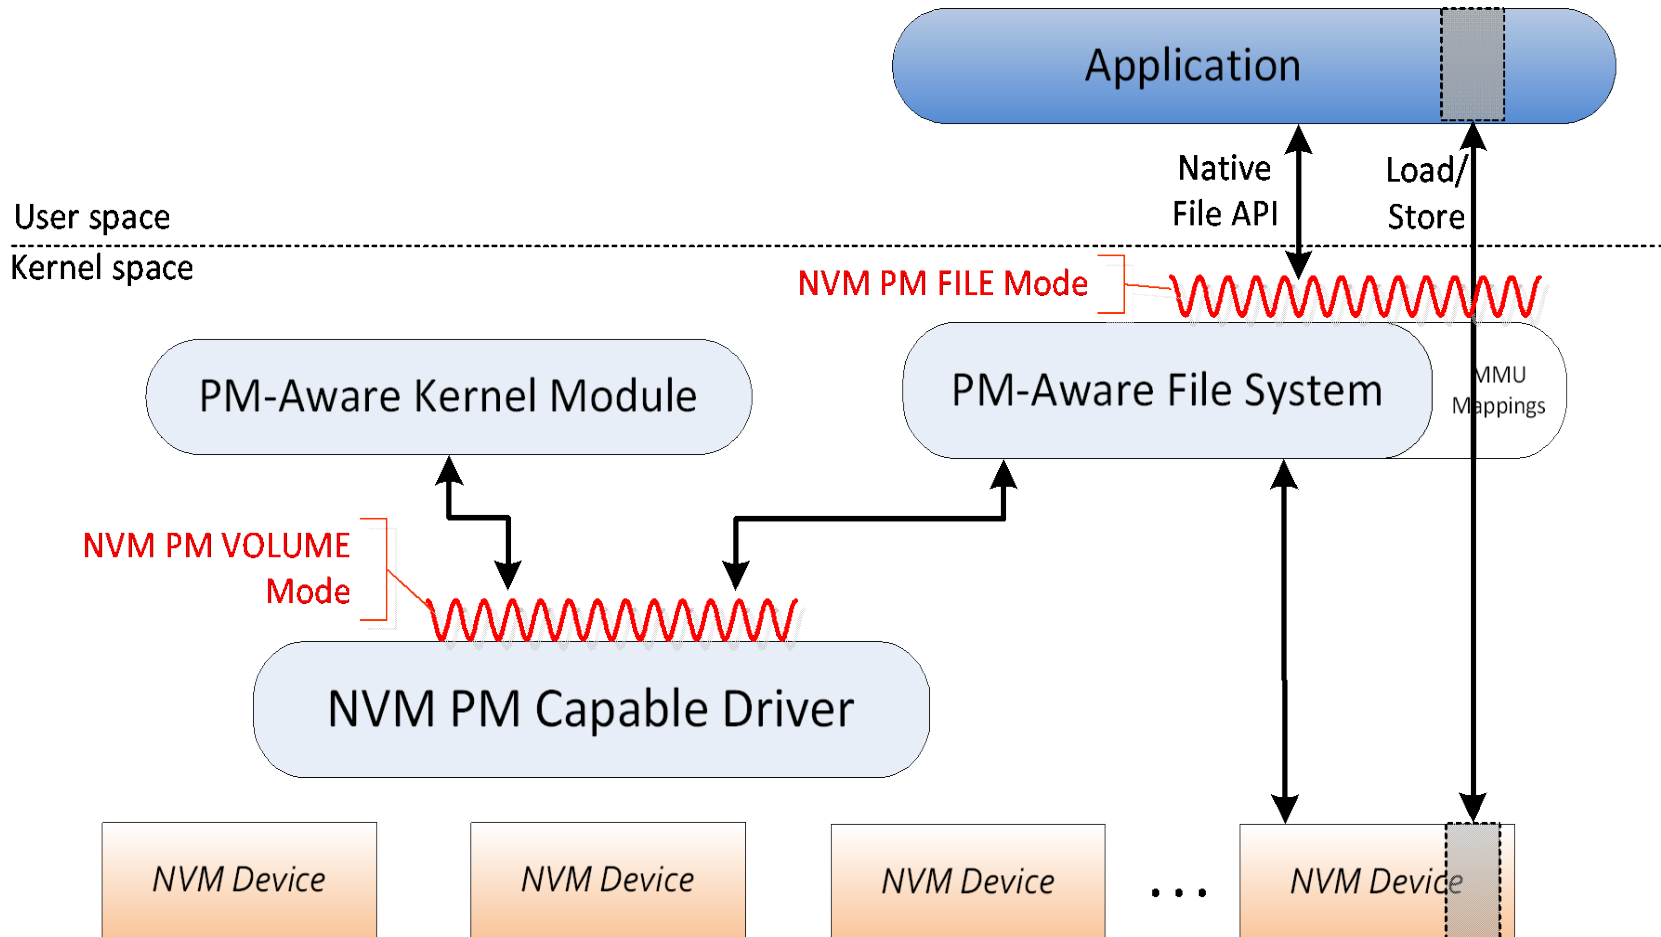 Application
Native
File API
Load/
Store
User space
Kernel space
NVM PM FILE Mode
PM-Aware Kernel Module
PM-Aware File System
MMU
Mappings
NVM PM VOLUME
Mode
NVM PM Capable Driver
NVM Device
NVM Device
NVM Device
...
NVM Device